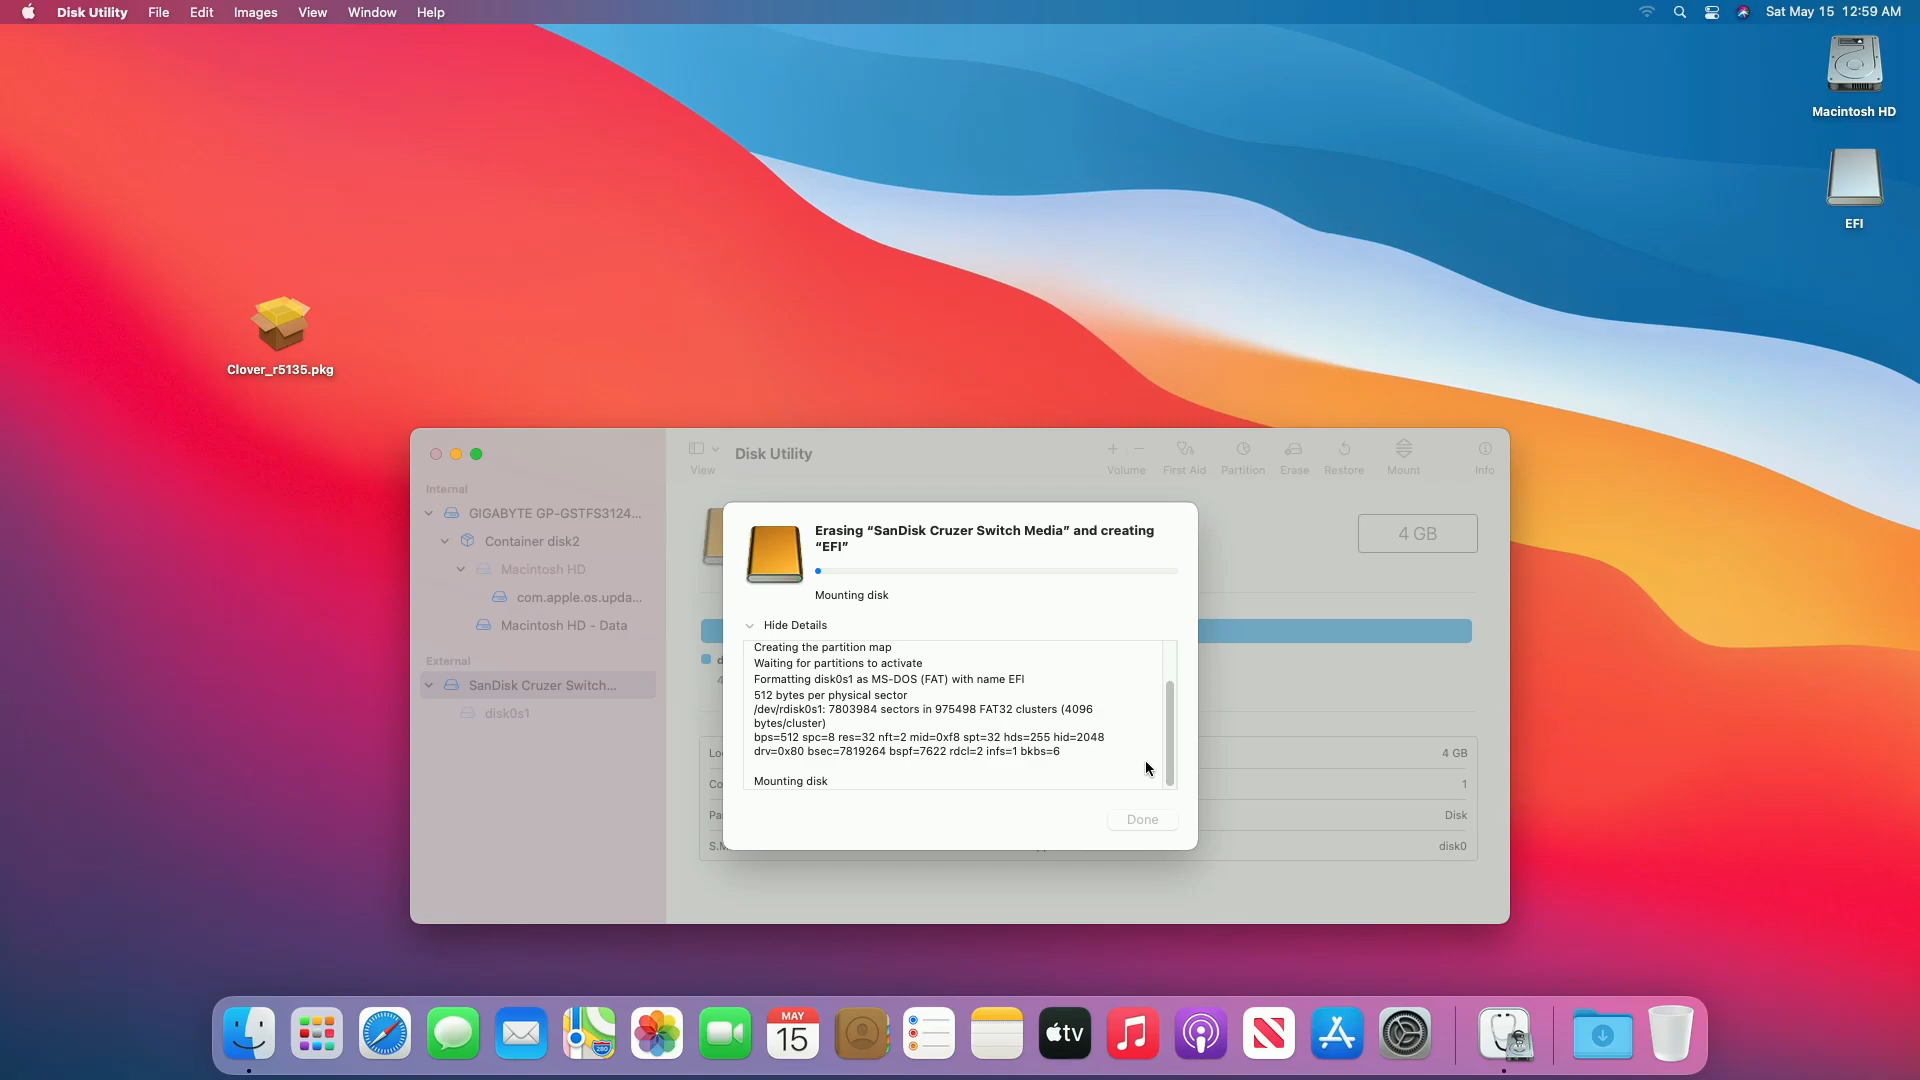 Disk Utility File Edit Images View Window Help
Sat May 15 12:59 AM
Macintosh HD
EFI
Clover_r5135.pkg
Disk Utility
View
Volume First Aid Partition Erase Restore Mount Info
Internal
GIGABYTE GP-GSTFS3124...
Container disk2
Macintosh HD
com.apple.os.upda...
Macintosh HD - Data
External
SanDisk Cruzer Switch...
disk0s1
4 GB
Erasing “SanDisk Cruzer Switch Media” and creating
“EFI”
Mounting disk
Hide Details
Creating the partition map
Waiting for partitions to activate
Formatting disk0s1 as MS-DOS (FAT) with name EFI
512 bytes per physical sector
/dev/rdisk0s1: 7803984 sectors in 975498 FAT32 clusters (4096
bytes/cluster)
bps=512 spc=8 res=32 nft=2 mid=0xf8 spt=32 hds=255 hid=2048
drv=0x80 bsec=7819264 bspf=7622 rdcl=2 infs=1 bkbs=6
Mounting disk
Done
4 GB
1
Disk
disk0
MAY
15
tv
280